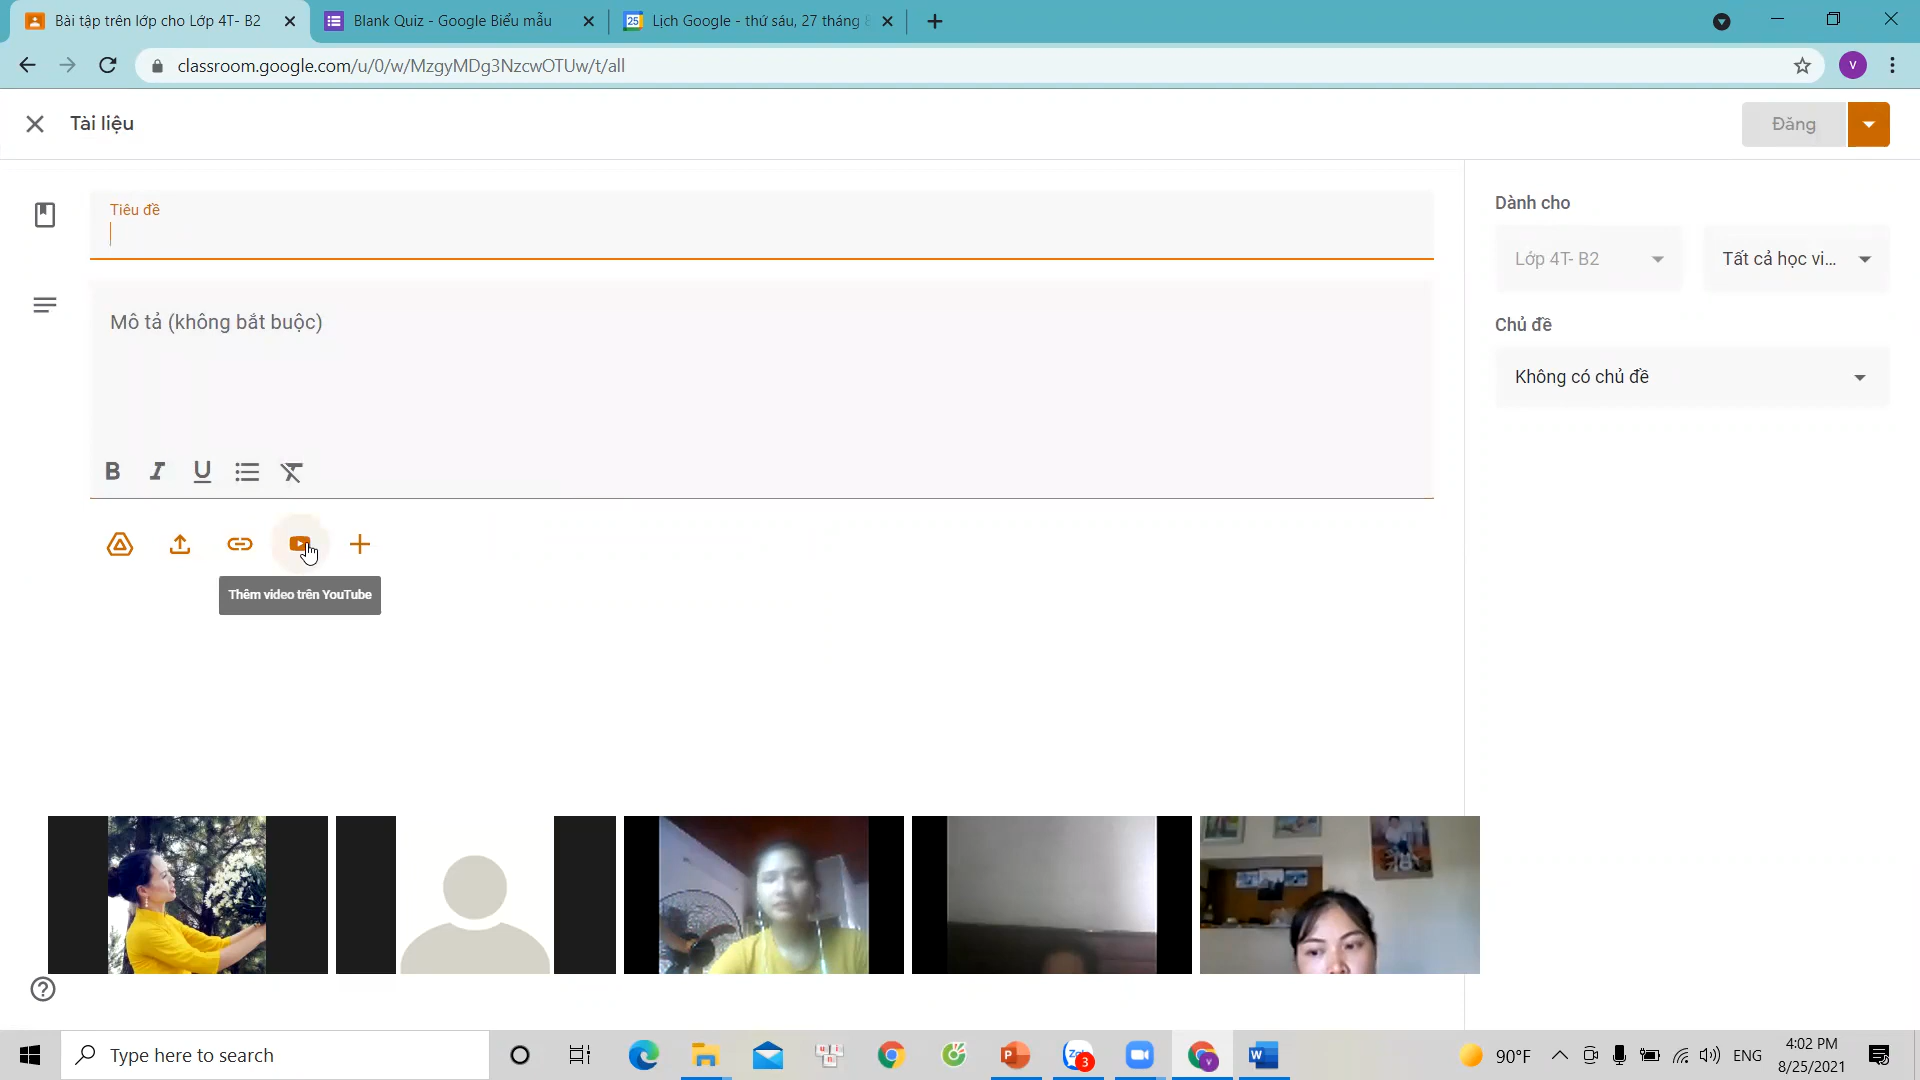 Bài tập trên lớp cho Lớp 4T- B2
Blank Quiz - Google Biểu mẫu
Lịch Google - thứ sáu, 27 tháng
classroom.google.com/u/0/w/MzgyMDg3NzcwOTUw/t/all
V
Tài liệu
Đăng
Tiêu đề
Mô tả (không bắt buộc)
B I U
Thêm video trên YouTube
Dành cho
Lớp 4T- B2
Tất cả học vi...
Chủ đề
Không có chủ đề
Type here to search
3
90°F
ENG
4:02 PM
8/25/2021